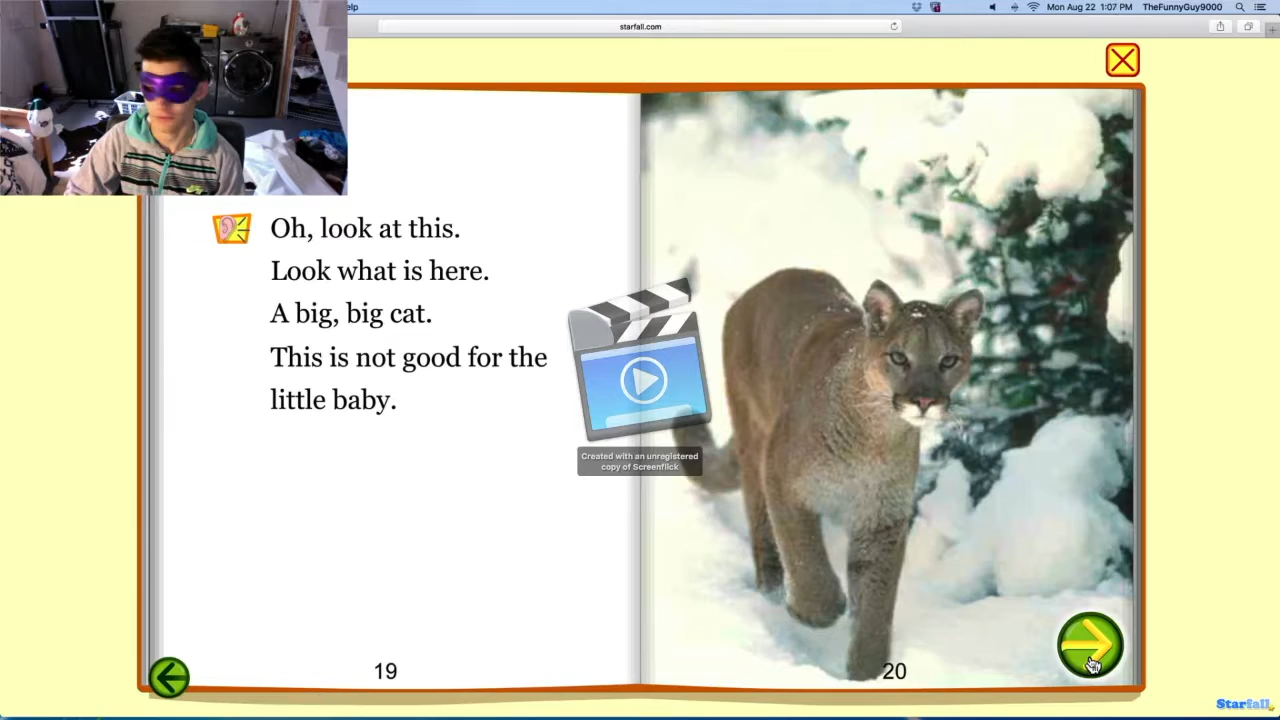 elp
Mon Aug 22 1:07 PM TheFunnyGuy9000
starfall.com
Oh, look at this.
Look what is here.
A big, big cat.
This is not good for the
little baby.
Created with an unregistered
copy of Screenflick
19
20
Starfall